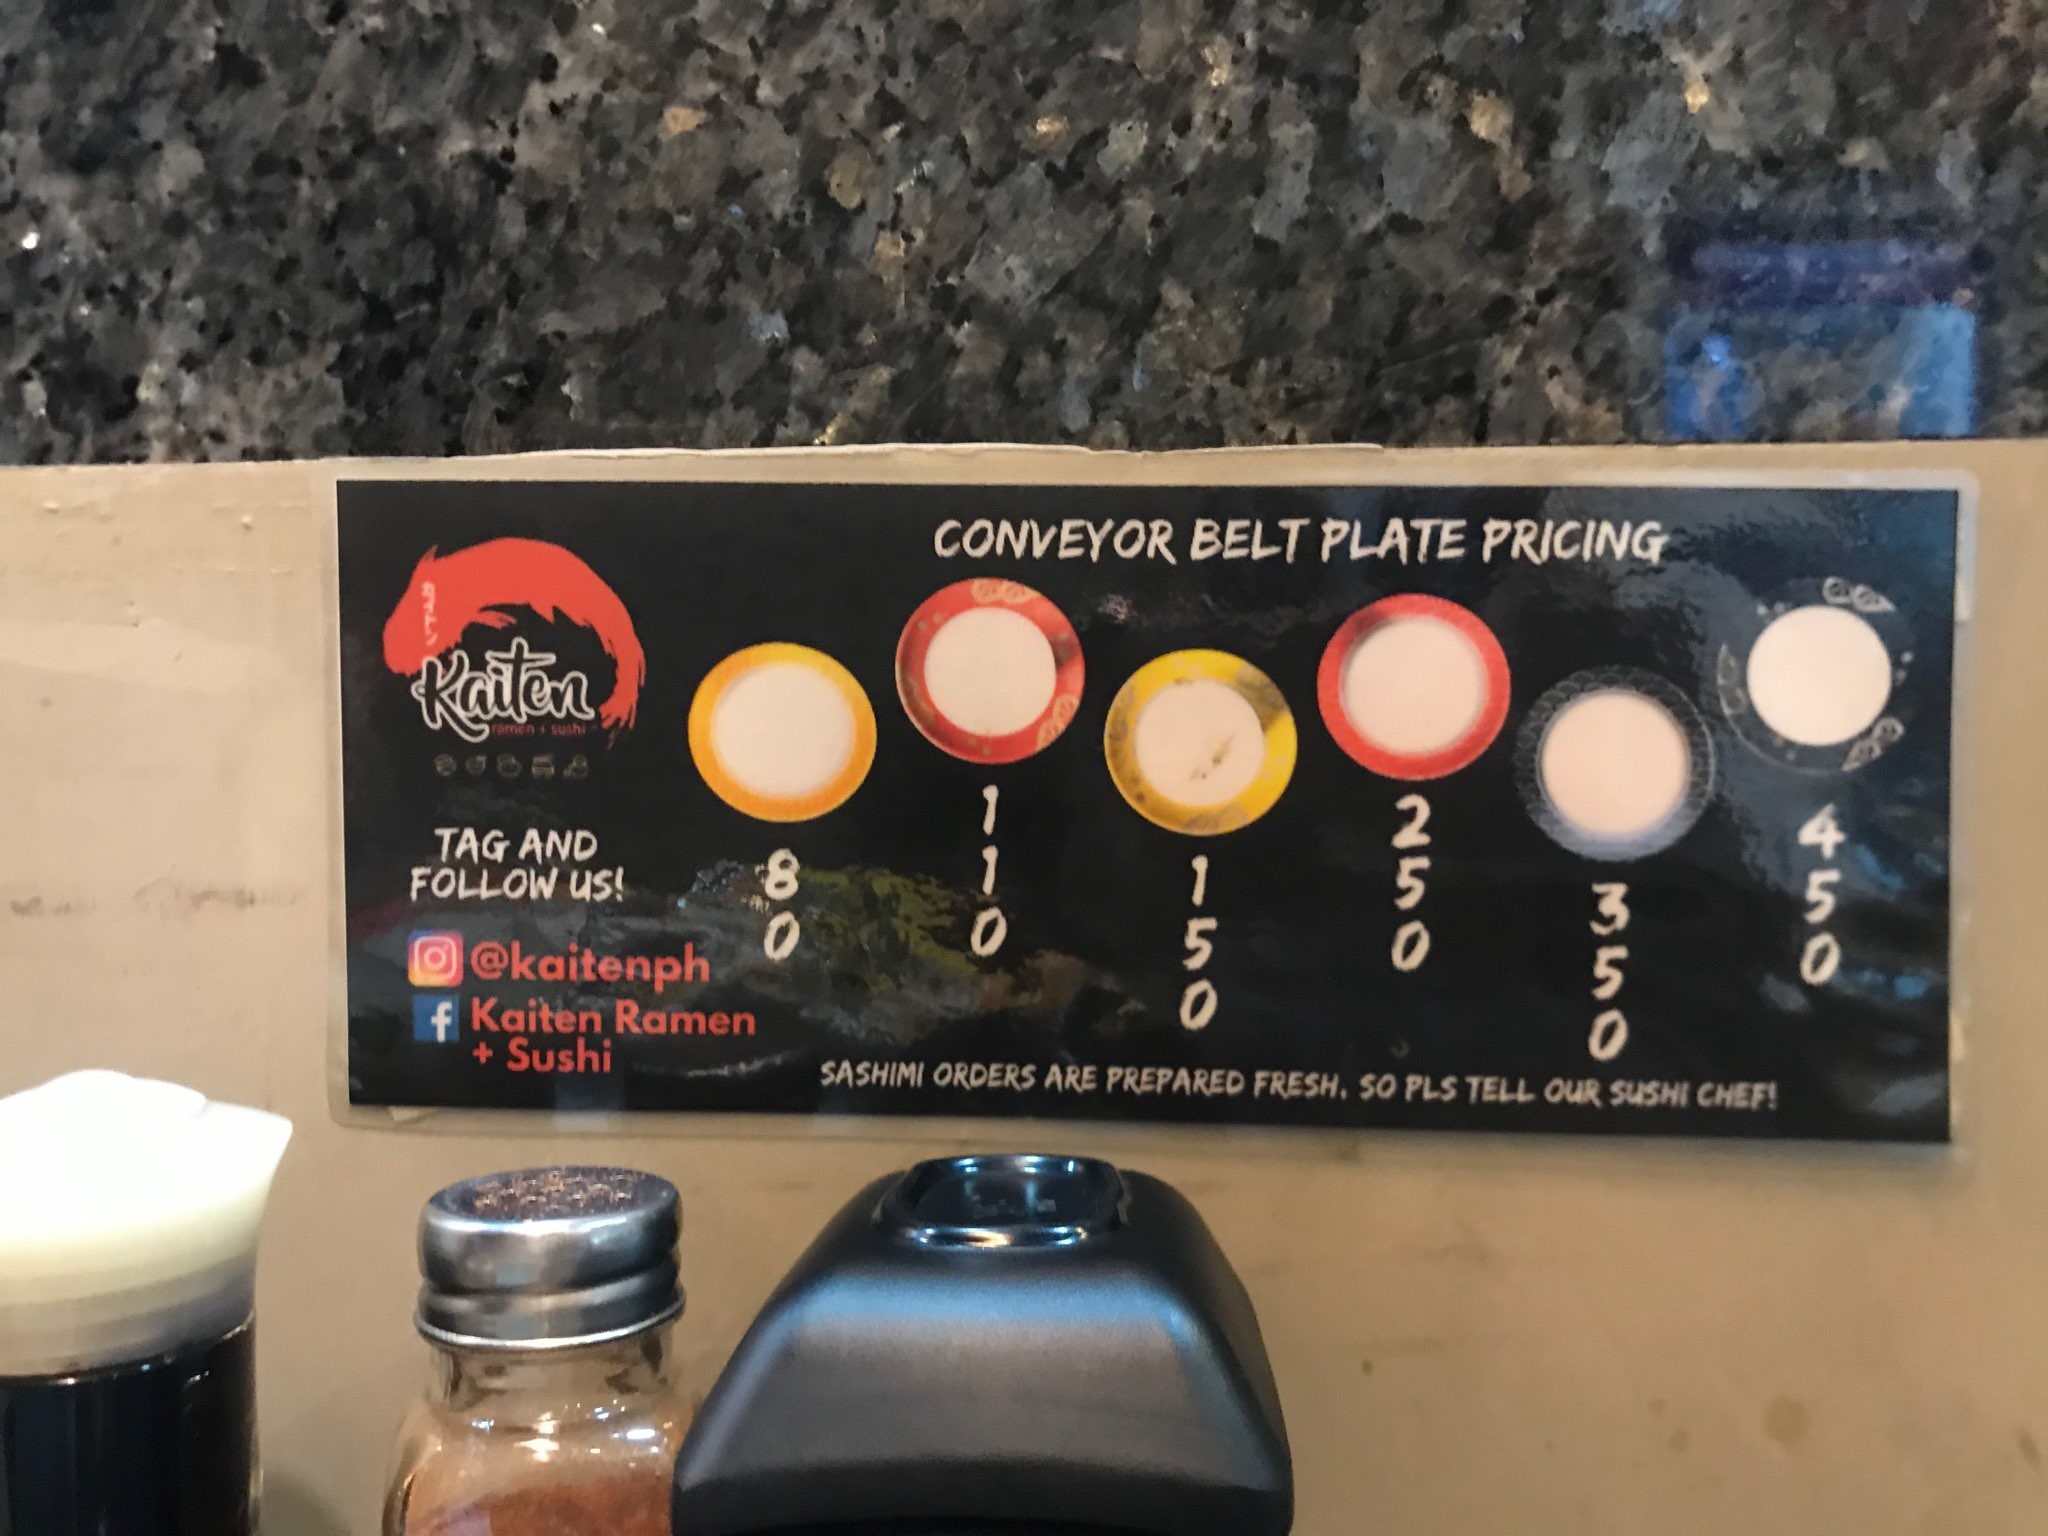 CONVEYOR BELT PLATE PRICING
Kaiten
ramen + sushi
TAG AND
FOLLOW US!
@kaitenph
Kaiten Ramen
+ Sushi
80
110
150
250
350
450
SASHIMI ORDERS ARE PREPARED FRESH. SO PLS TELL OUR SUSHI CHEF!